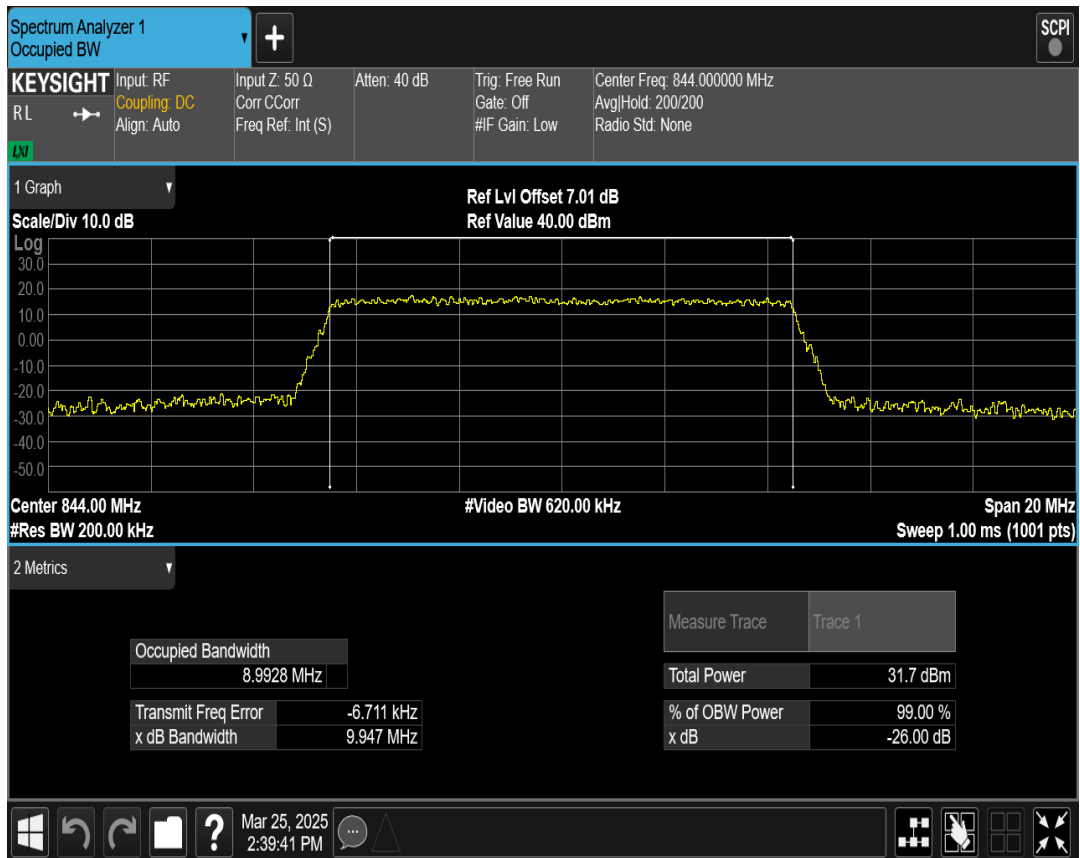 Spectrum Analyzer 1
Occupied BW
+
SCPI
KEYSIGHT
RL
LXI
Input: RF
Coupling: DC
Align: Auto
Input Z: 50 Ω
Corr CCorr
Freq Ref: Int (S)
Atten: 40 dB
Trig: Free Run
Gate: Off
#IF Gain: Low
Center Freq: 844.000000 MHz
Avg|Hold: 200/200
Radio Std: None
1 Graph
Scale/Div 10.0 dB
Ref Lvl Offset 7.01 dB
Ref Value 40.00 dBm
Log
30.0
20.0
10.0
0.00
-10.0
-20.0
-30.0
-40.0
-50.0
Center 844.00 MHz
#Res BW 200.00 kHz
#Video BW 620.00 kHz
Span 20 MHz
Sweep 1.00 ms (1001 pts)
2 Metrics
Measure Trace Trace 1
Occupied Bandwidth
8.9928 MHz
Total Power 31.7 dBm
Transmit Freq Error -6.711 kHz
x dB Bandwidth 9.947 MHz
% of OBW Power 99.00 %
x dB -26.00 dB
?
Mar 25, 2025
2:39:41 PM